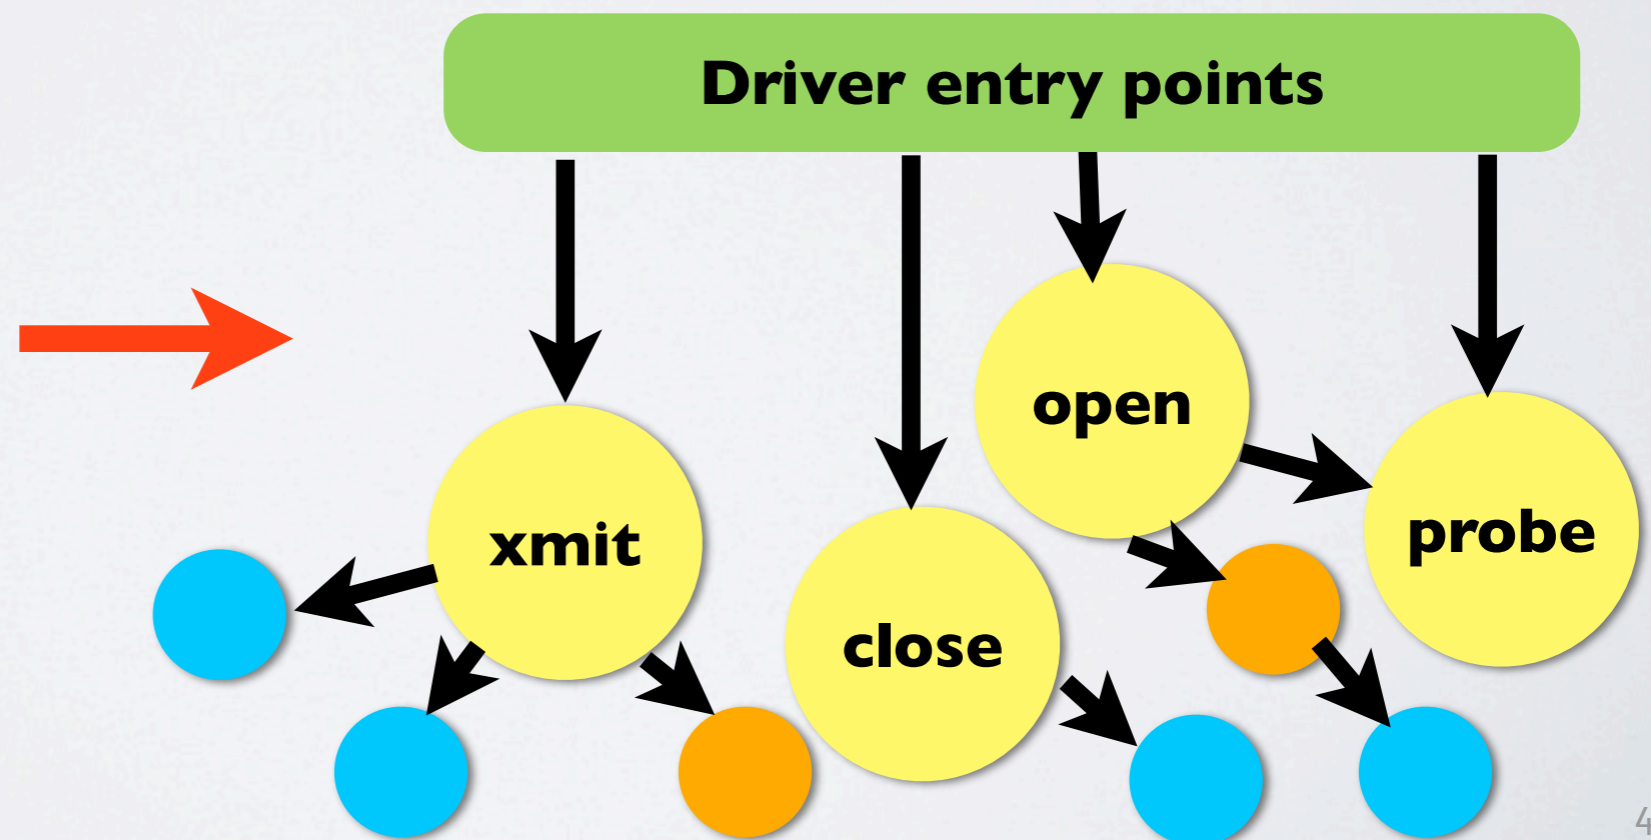 Driver entry points
open
xmit
probe
close